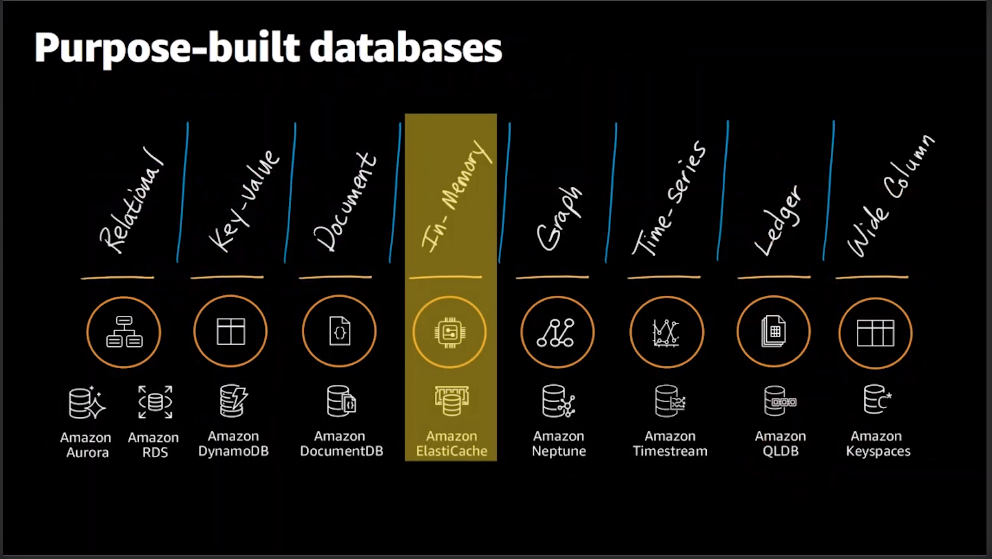 Purpose-built databases
Relational
Key-value
Document
In-Memory
Graph
Time-series
Ledger
Wide Column
Amazon
Aurora
Amazon
RDS
Amazon
DynamoDB
Amazon
DocumentDB
Amazon
ElastiCache
Amazon
Neptune
Amazon
Timestream
Amazon
QLDB
Amazon
Keyspaces